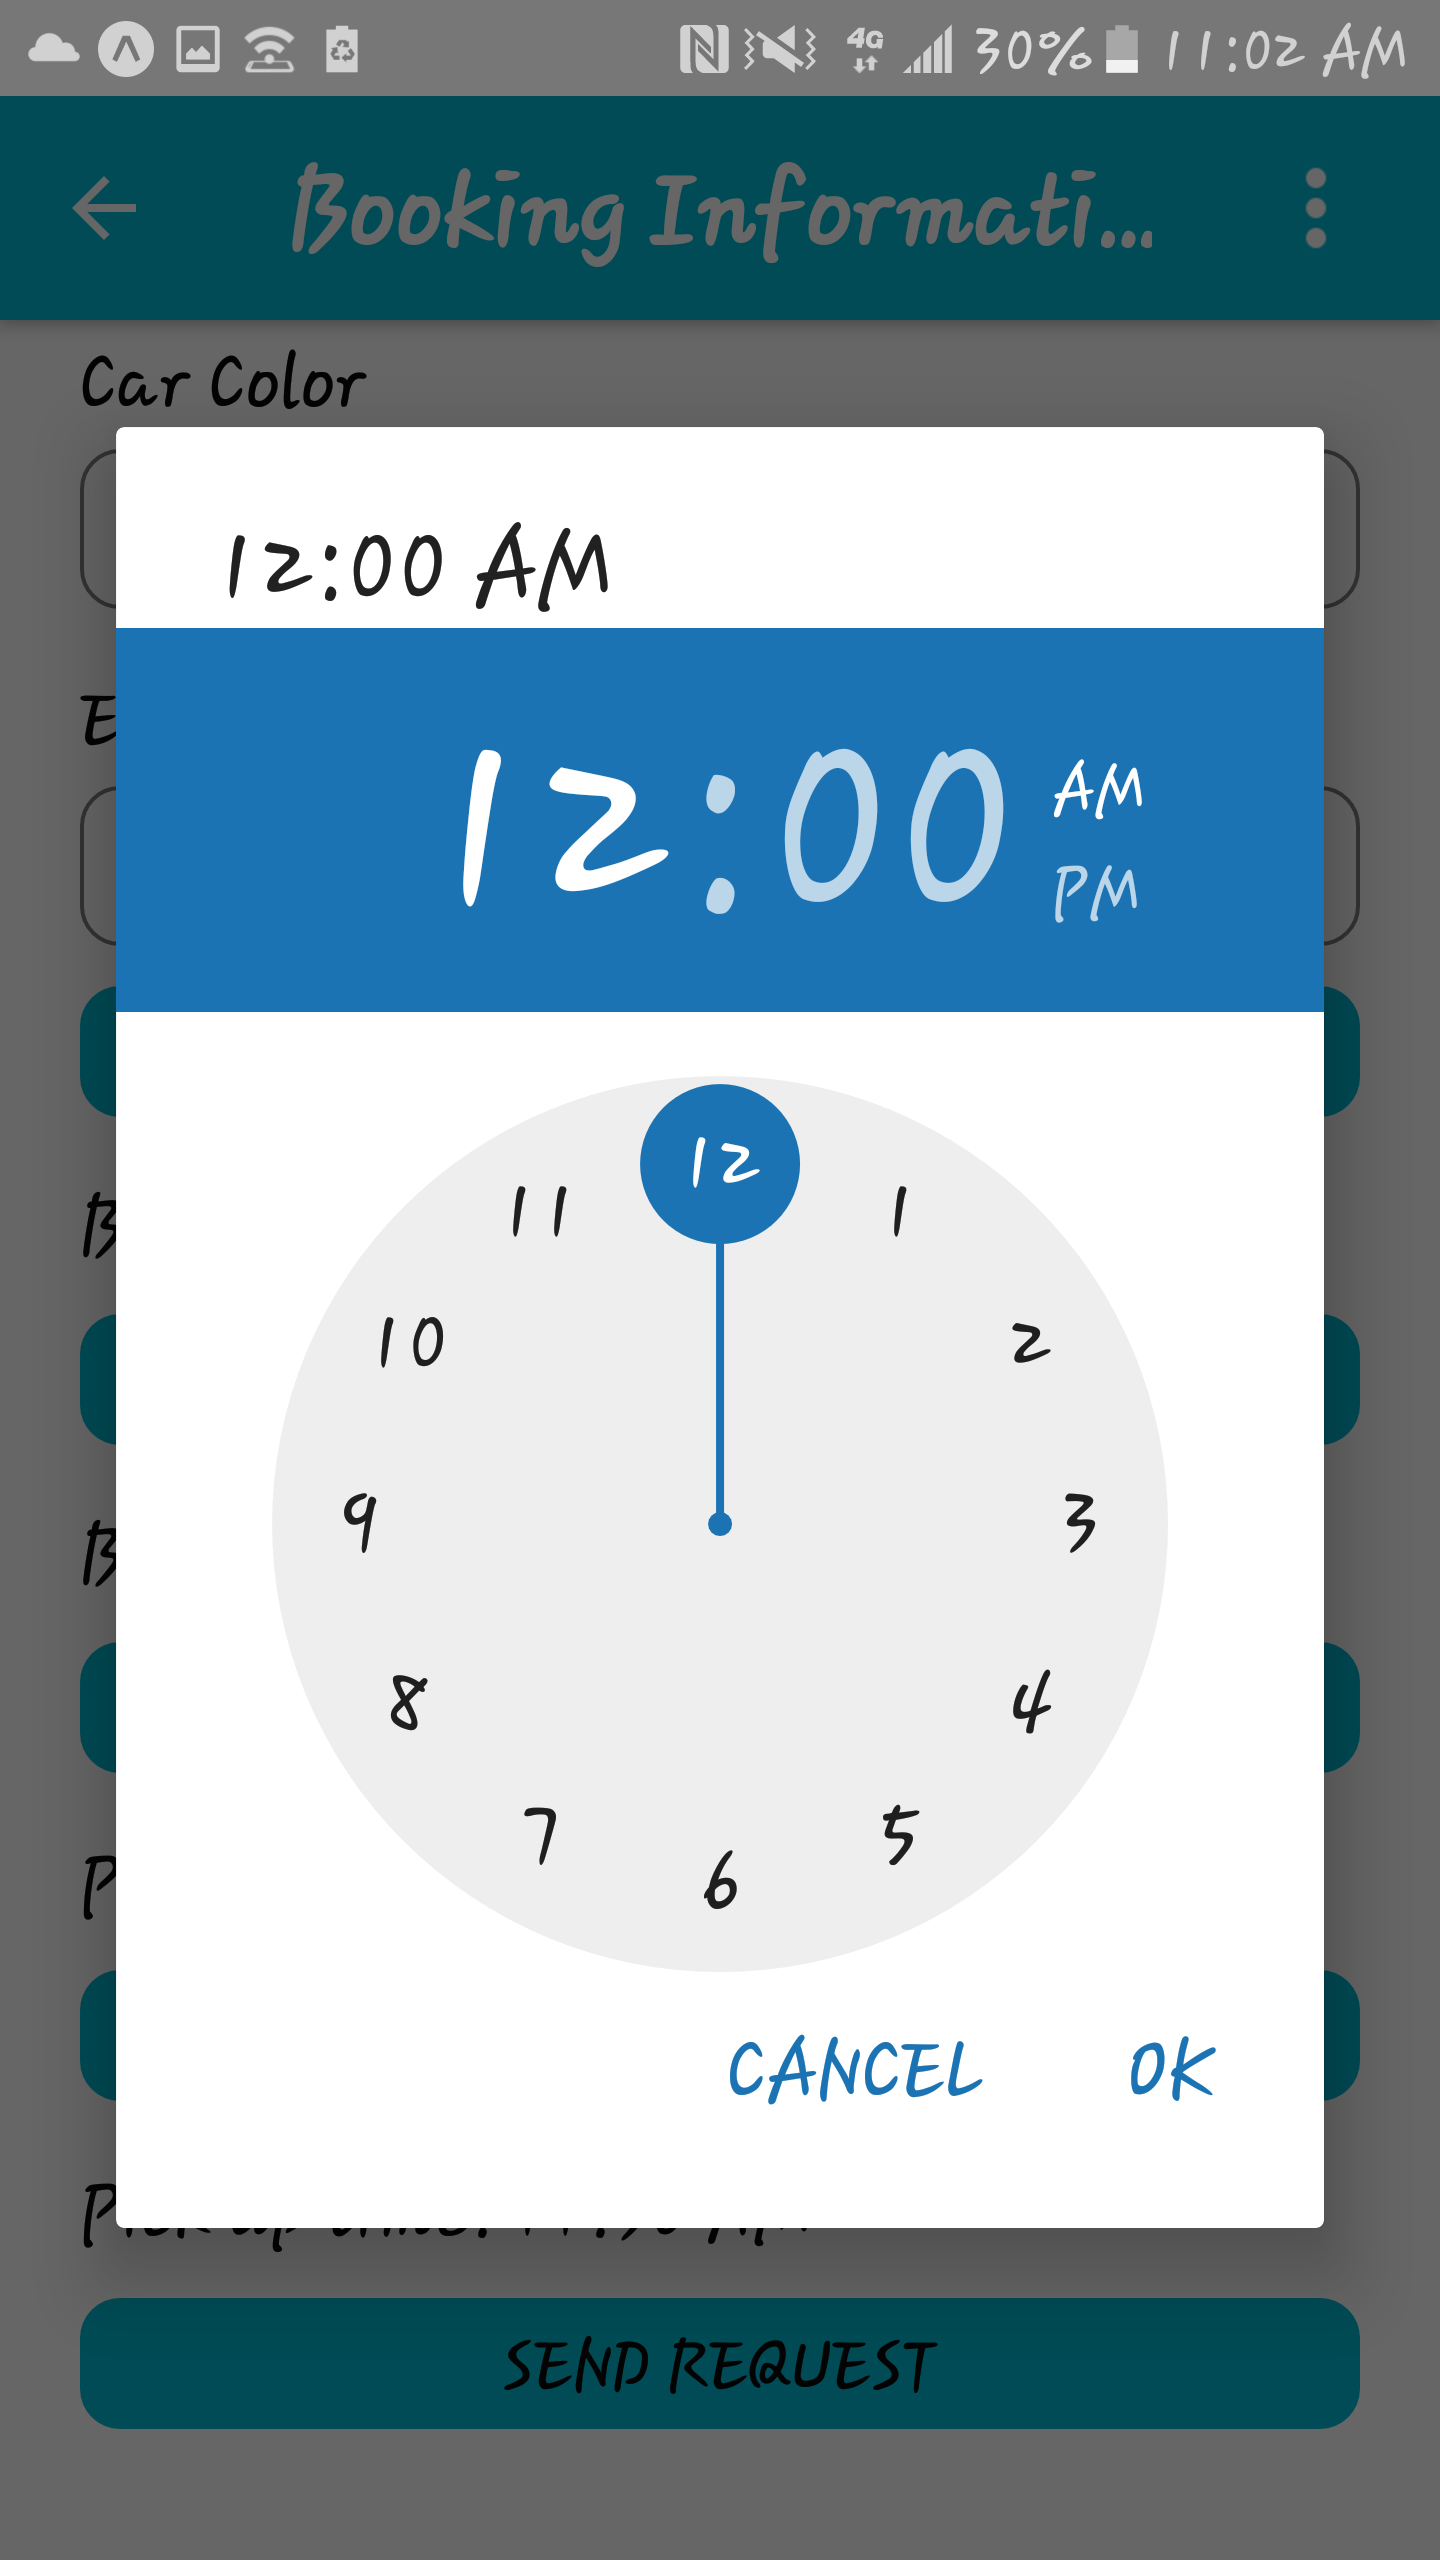 4G 30% 11:02 AM
Booking Informati...
Car Color
12:00 AM
12:00 AM
PM
12
11 1
10 2
9 3
8 4
7 5
6
CANCEL OK
SEND REQUEST